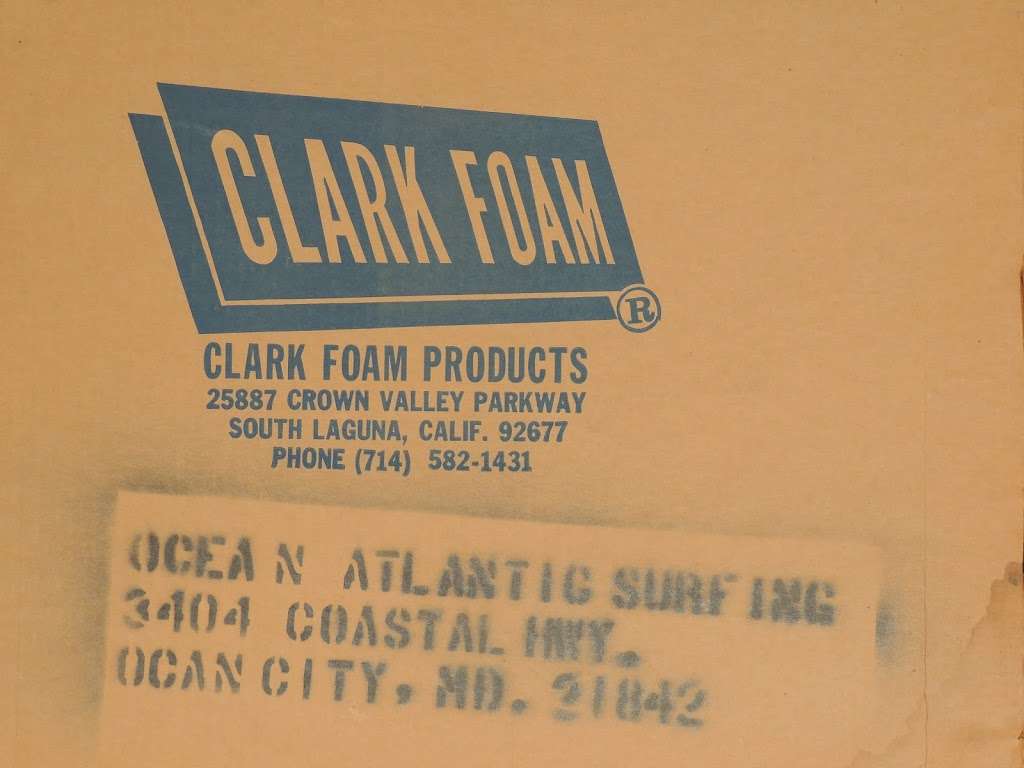 CLARK FOAM
®
CLARK FOAM PRODUCTS
25887 CROWN VALLEY PARKWAY
SOUTH LAGUNA, CALIF. 92677
PHONE (714) 582-1431
OCEAN ATLANTIC SURFING
3404 COASTAL HWY.
OCAN CITY, MD. 21842